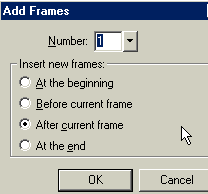 Add Frames
Number: 1
Insert new frames:
At the beginning
Before current frame
After current frame
At the end
OK Cancel